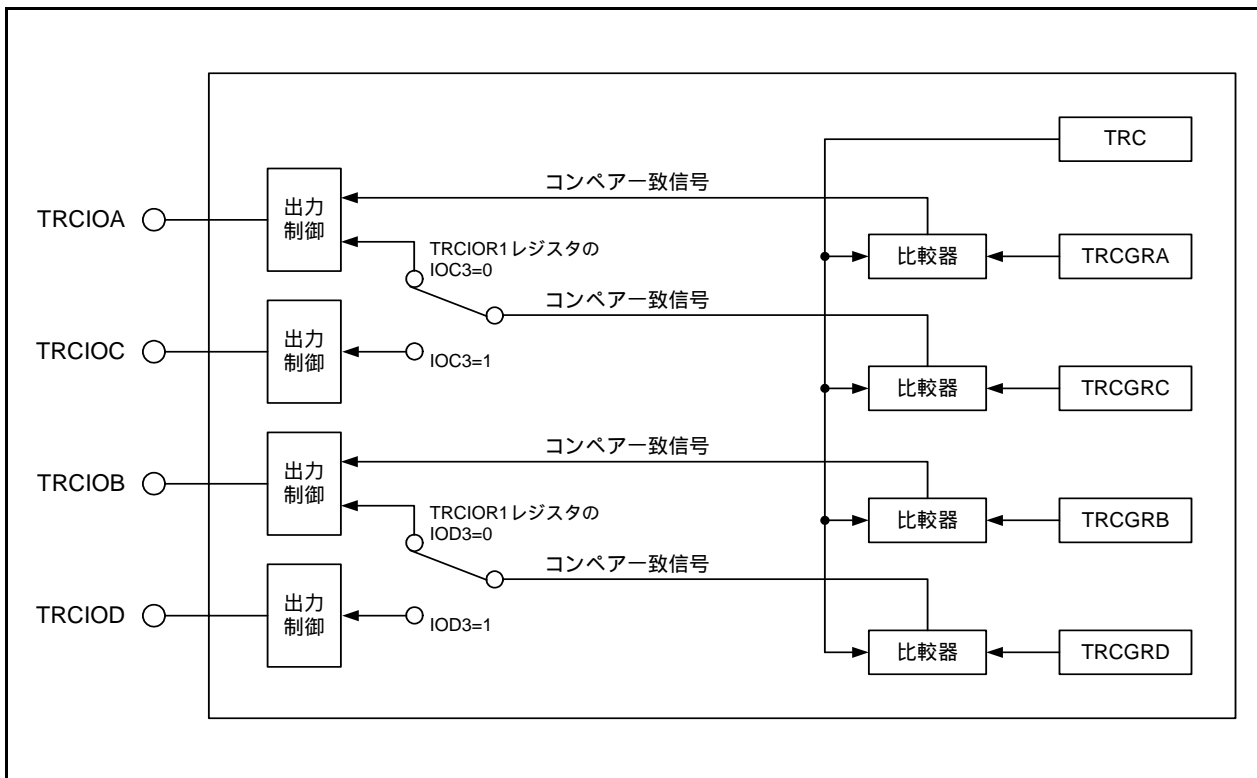 TRC
コンペア一致信号
TRCIOA
出力
制御
比較器
TRCGRA
TRCIOR1レジスタの
IOC3=0
コンペア一致信号
TRCIOC
出力
制御
IOC3=1
比較器
TRCGRC
コンペア一致信号
TRCIOB
出力
制御
比較器
TRCGRB
TRCIOR1レジスタの
IOD3=0
コンペア一致信号
TRCIOD
出力
制御
IOD3=1
比較器
TRCGRD